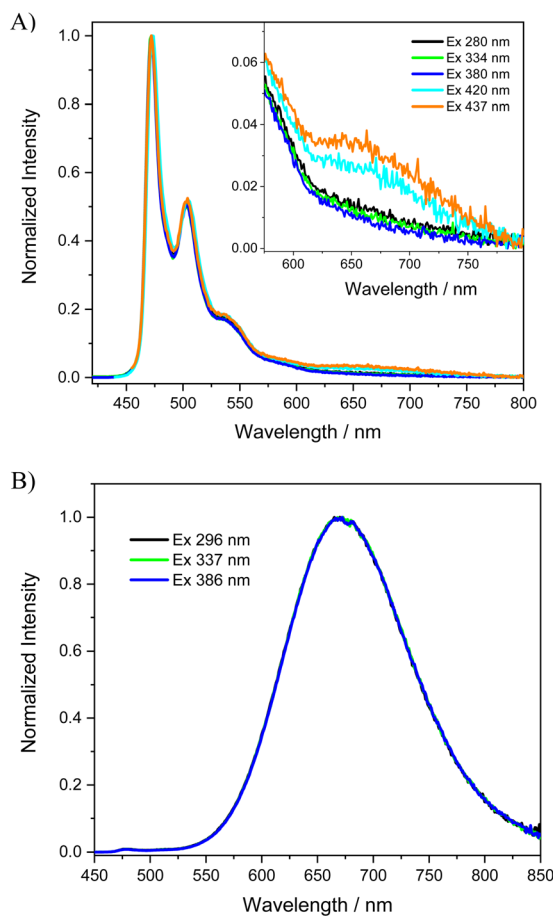 A)
Normalized Intensity
1.0
0.8
0.6
0.4
0.2
0.0
450 500 550 600 650 700 750 800
Wavelength / nm
0.06
0.04
0.02
0.00
600 650 700 750
Wavelength / nm
Ex 280 nm
Ex 334 nm
Ex 380 nm
Ex 420 nm
Ex 437 nm
B)
Normalized Intensity
1.0
0.8
0.6
0.4
0.2
0.0
Ex 296 nm
Ex 337 nm
Ex 386 nm
450 500 550 600 650 700 750 800 850
Wavelength / nm